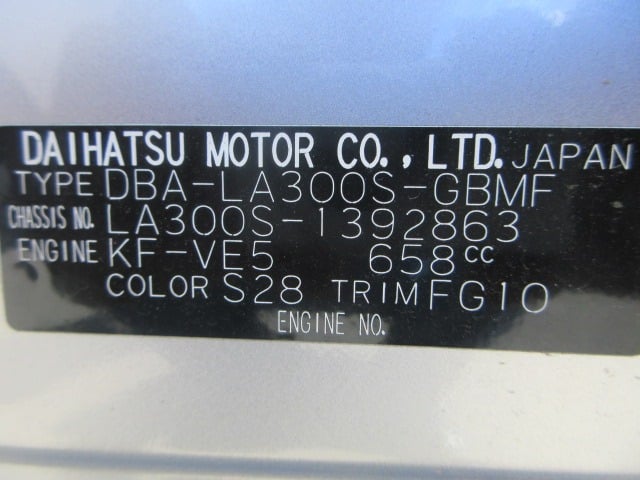 DAIHATSU MOTOR CO., LTD. JAPAN
TYPE DBA-LA300S-GBMF
CHASSIS NO. LA300S-1392863
ENGINE KF-VE5 658cc
COLOR S28 TRIM FG10
ENGINE NO.